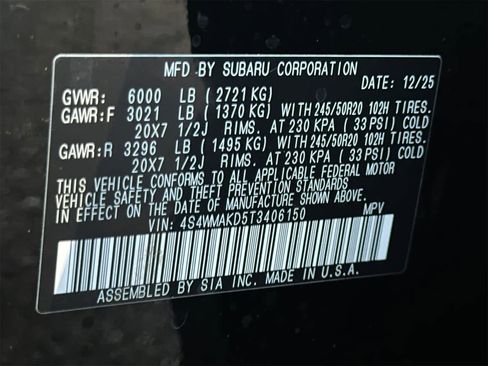 MFD BY SUBARU CORPORATION
DATE: 12/25
GVWR: 6000 LB ( 2721 KG)
GAWR:F 3021 LB ( 1370 KG) WITH 245/50R20 102H TIRES.
20X7 1/2J RIMS. AT 230 KPA ( 33 PSI) COLD
GAWR:R 3296 LB ( 1495 KG) WITH 245/50R20 102H TIRES.
20X7 1/2J RIMS. AT 230 KPA ( 33 PSI) COLD
THIS VEHICLE CONFORMS TO ALL APPLICABLE FEDERAL MOTOR
VEHICLE SAFETY AND THEFT PREVENTION STANDARDS
IN EFFECT ON THE DATE OF MANUFACTURE SHOWN ABOVE.
VIN: 4S4WMAKD5T3406150 MPV
ASSEMBLED BY SIA INC. MADE IN U.S.A.